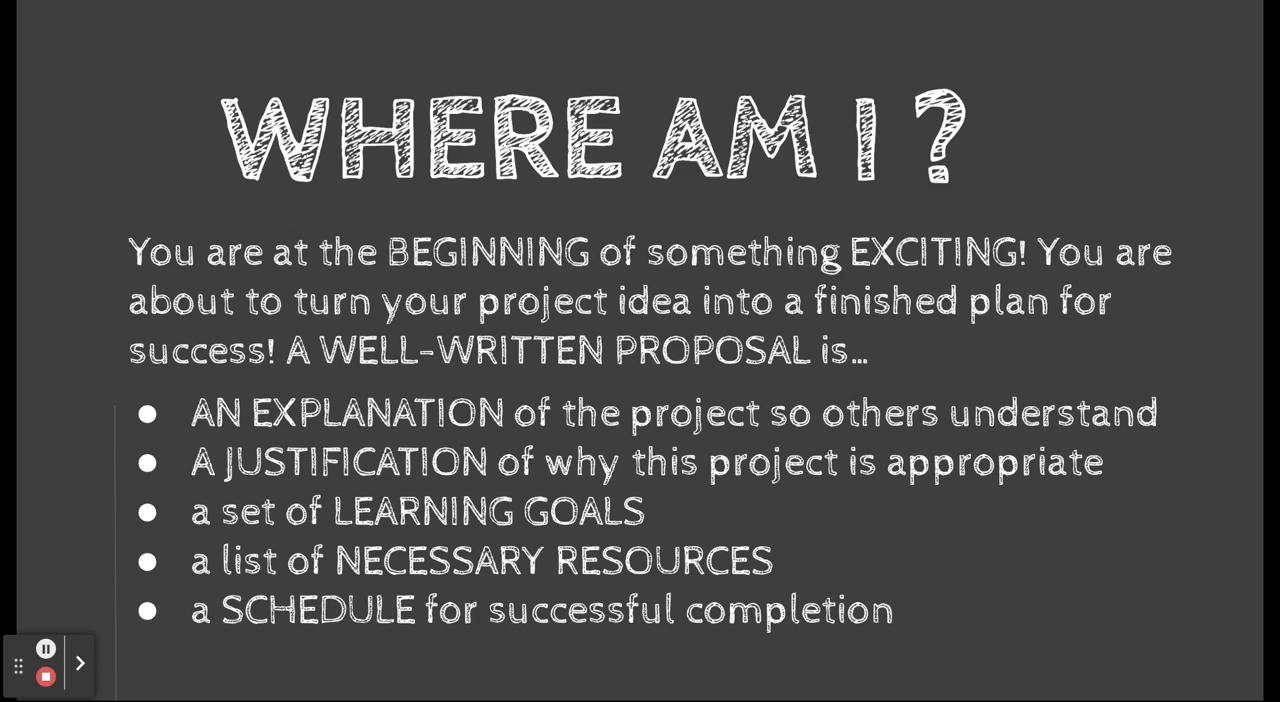 WHERE AM I ?
You are at the BEGINNING of something EXCITING! You are
about to turn your project idea into a finished plan for
success! A WELL-WRITTEN PROPOSAL is...
● AN EXPLANATION of the project so others understand
● A JUSTIFICATION of why this project is appropriate
● a set of LEARNING GOALS
● a list of NECESSARY RESOURCES
● a SCHEDULE for successful completion